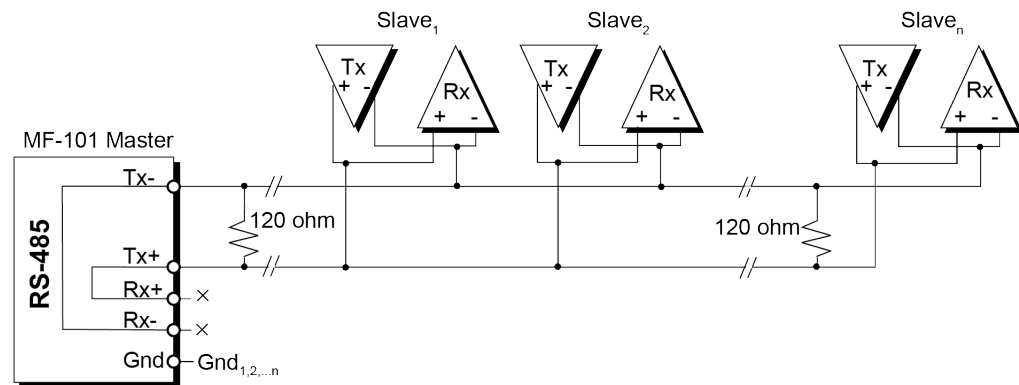 Slave1 Slave2 Slaven
Tx Tx Tx
+ - + - + -
Rx Rx Rx
+ - + - + -
MF-101 Master
RS-485
Tx-
120 ohm 120 ohm
Tx+
Rx+ ×
Rx- ×
Gnd Gnd1,2,...n